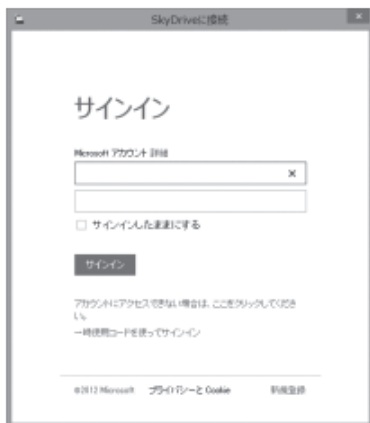 SkyDriveに接続
サインイン
Microsoft アカウント 詳細
サインインしたままにする
サインイン
アカウントにアクセスできない場合は、ここをクリックしてくださ
い。
一時使用コードを使ってサインイン
©2012 Microsoft プライバシーと Cookie 新規登録